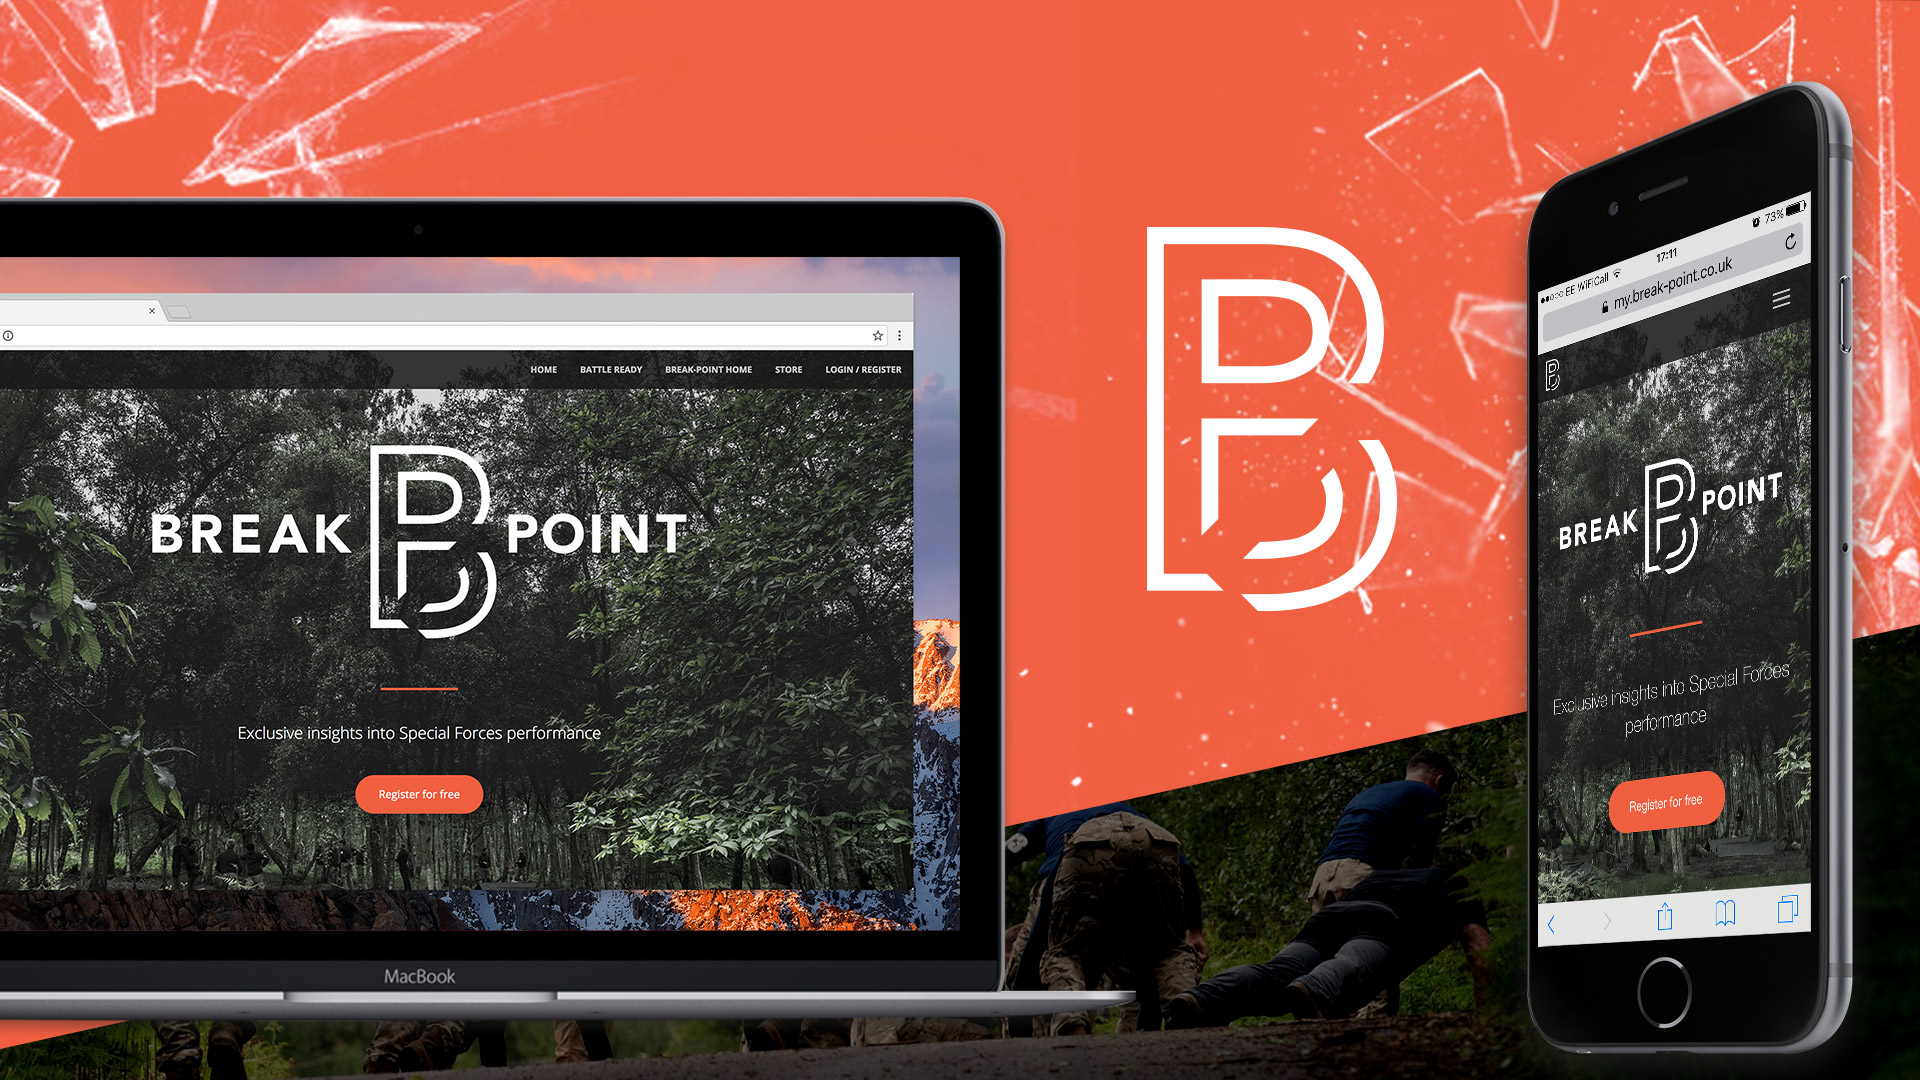 HOME BATTLE READY BREAK-POINT HOME STORE LOGIN / REGISTER
BREAK B POINT
Exclusive insights into Special Forces performance
Register for free
MacBook
B
EE WiFiCall 17:11 73%
my.break-point.co.uk
B
BREAK B POINT
Exclusive insights into Special Forces
performance
Register for free